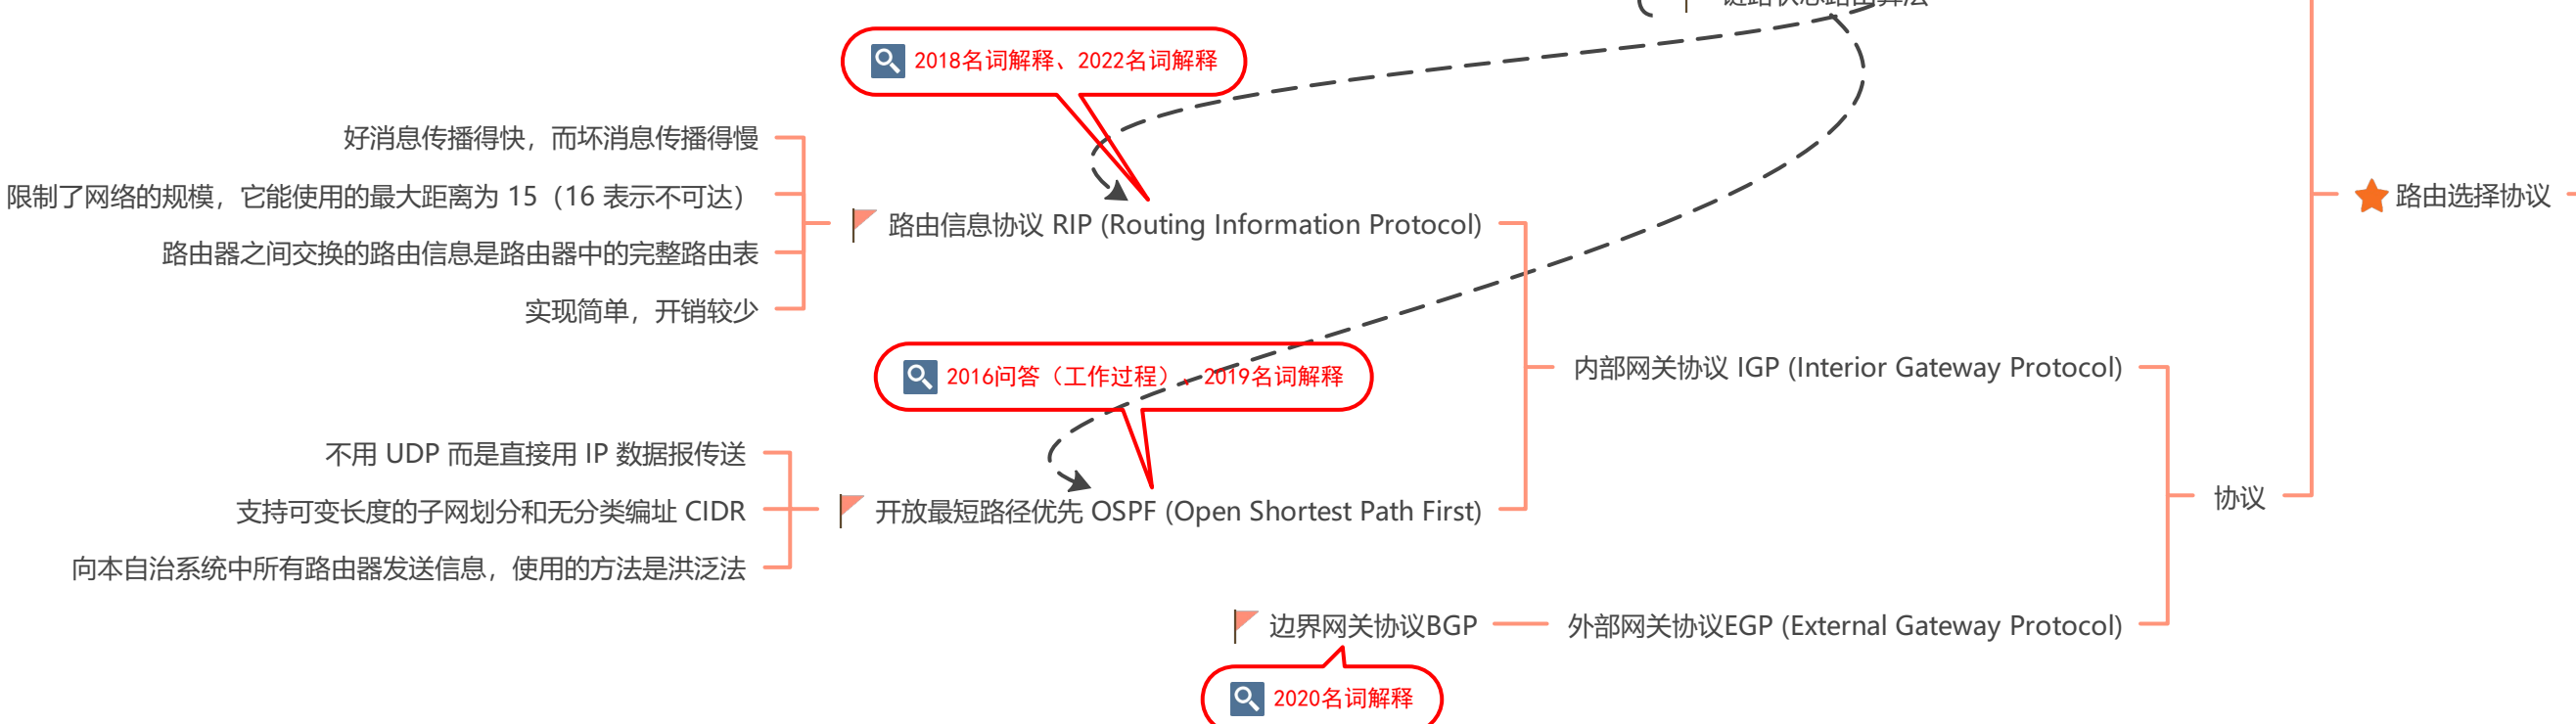 链路状态路由算法
2018名词解释、2022名词解释
好消息传播得快，而坏消息传播得慢
限制了网络的规模，它能使用的最大距离为 15（16 表示不可达）
路由选择协议
路由信息协议 RIP (Routing Information Protocol)
路由器之间交换的路由信息是路由器中的完整路由表
实现简单，开销较少
2016问答（工作过程）、2019名词解释
内部网关协议 IGP (Interior Gateway Protocol)
不用 UDP 而是直接用 IP 数据报传送
支持可变长度的子网划分和无分类编址 CIDR
开放最短路径优先 OSPF (Open Shortest Path First)
协议
向本自治系统中所有路由器发送信息，使用的方法是洪泛法
边界网关协议BGP
外部网关协议EGP (External Gateway Protocol)
2020名词解释